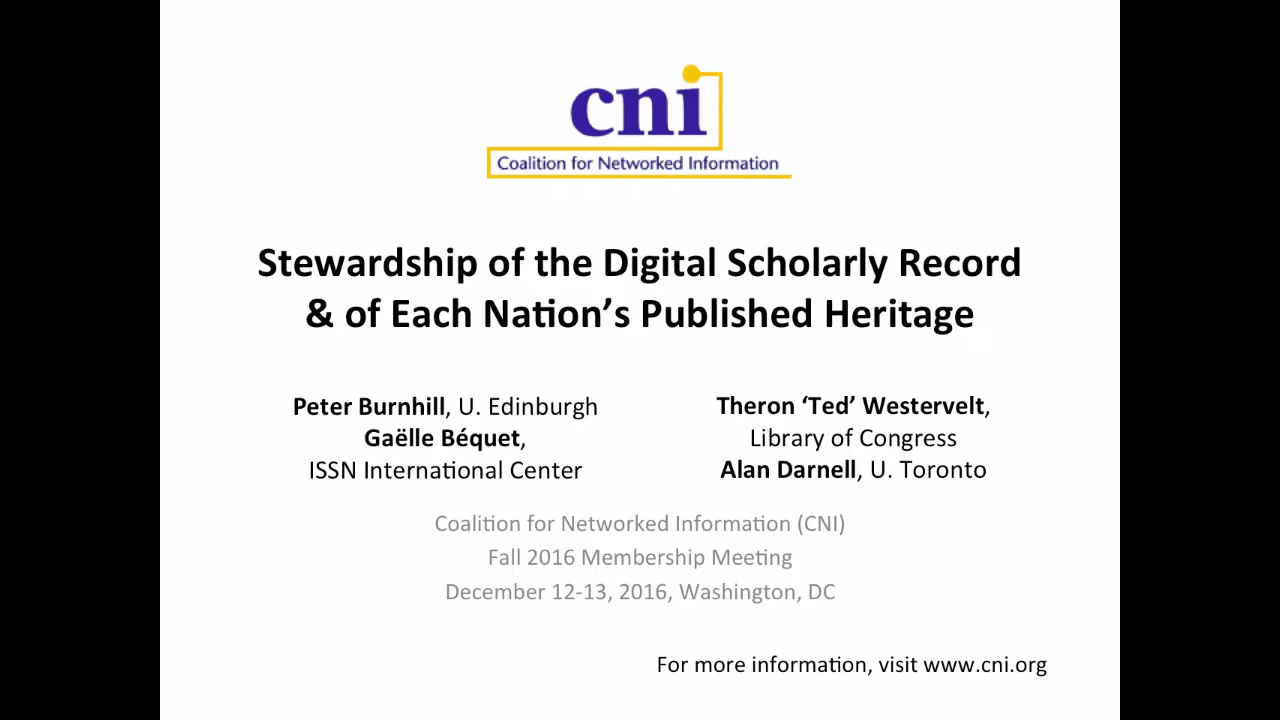 cni
Coalition for Networked Information
Stewardship of the Digital Scholarly Record
& of Each Nation’s Published Heritage
Peter Burnhill, U. Edinburgh
Gaëlle Béquet,
ISSN International Center
Theron ‘Ted’ Westervelt,
Library of Congress
Alan Darnell, U. Toronto
Coalition for Networked Information (CNI)
Fall 2016 Membership Meeting
December 12-13, 2016, Washington, DC
For more information, visit www.cni.org